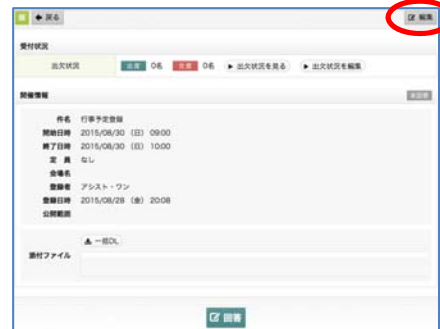 戻る
編集
受付状況
出欠状況 出席 0名 欠席 0名 ▶ 出欠状況を見る ▶ 出欠状況を編集
開催情報
未回答
件名 行事予定登録
開始日時 2015/08/30 (日) 09:00
終了日時 2015/08/30 (日) 10:00
定 員 なし
会場名
登録者 アシスト・ワン
登録日時 2015/08/28 (金) 20:08
公開範囲
一括DL
添付ファイル
回答